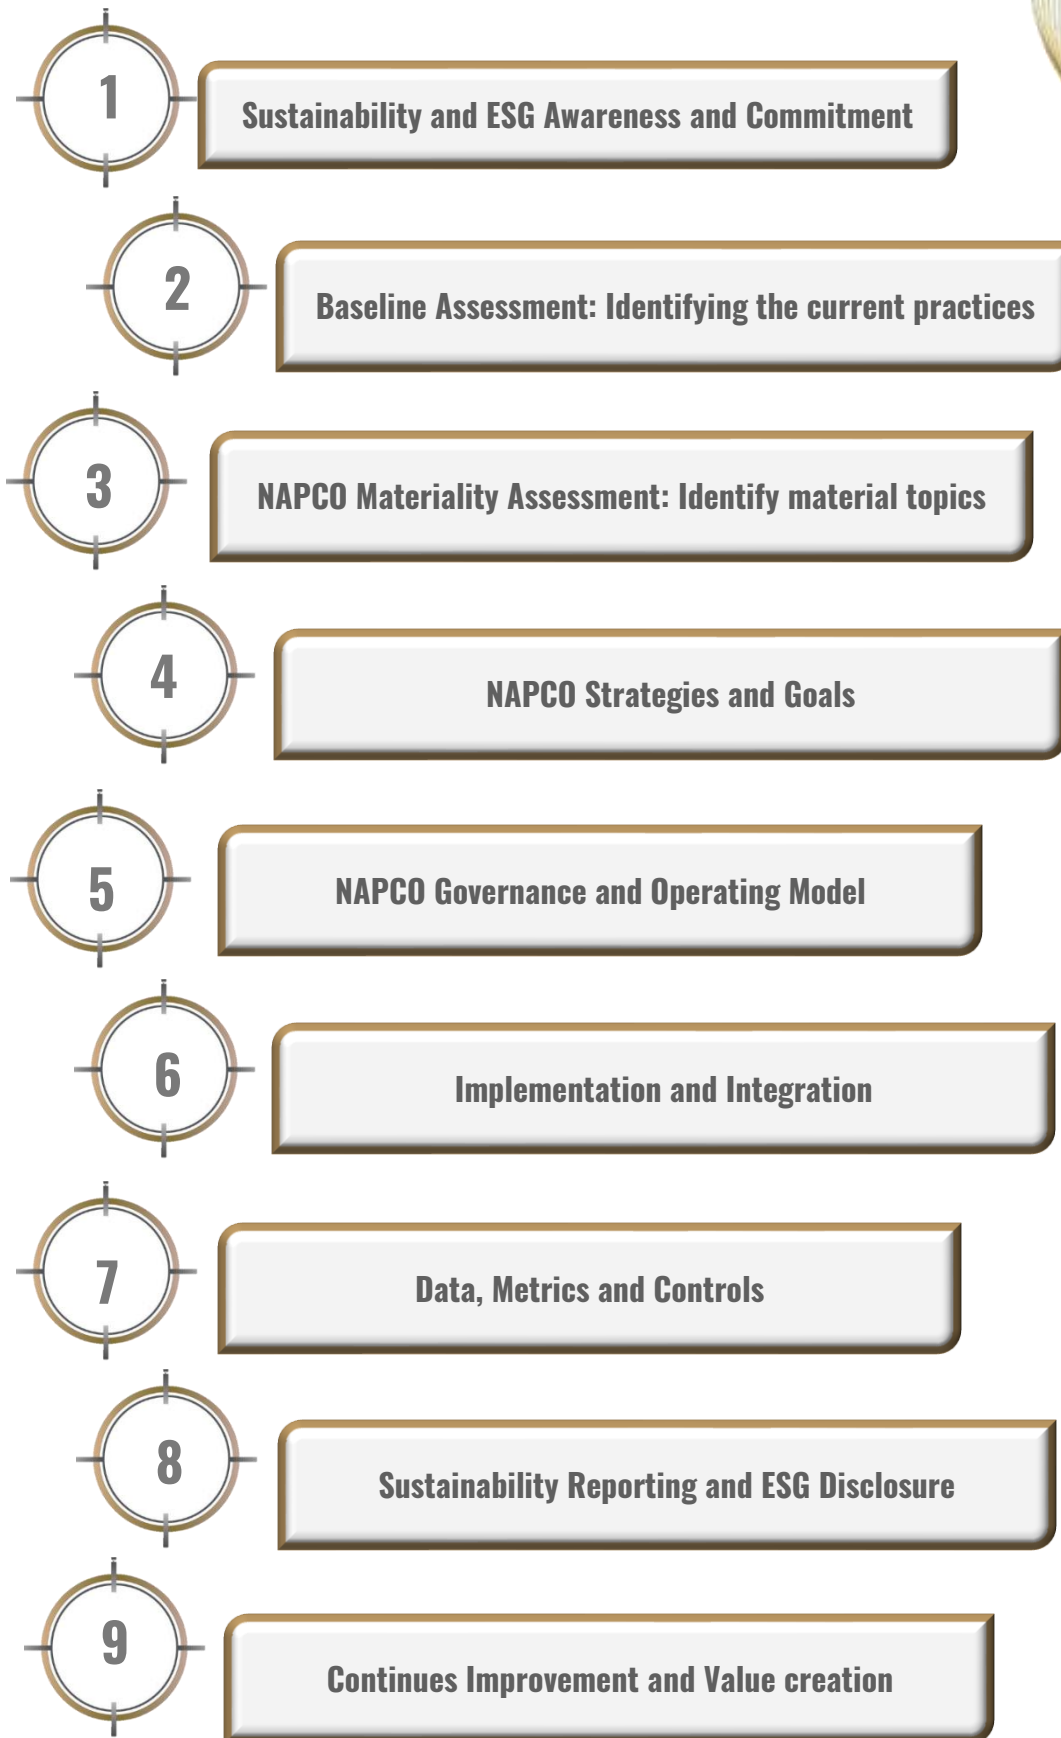 1
Sustainability and ESG Awareness and Commitment
2
Baseline Assessment: Identifying the current practices
3
NAPCO Materiality Assessment: Identify material topics
4
NAPCO Strategies and Goals
5
NAPCO Governance and Operating Model
6
Implementation and Integration
7
Data, Metrics and Controls
8
Sustainability Reporting and ESG Disclosure
9
Continues Improvement and Value creation